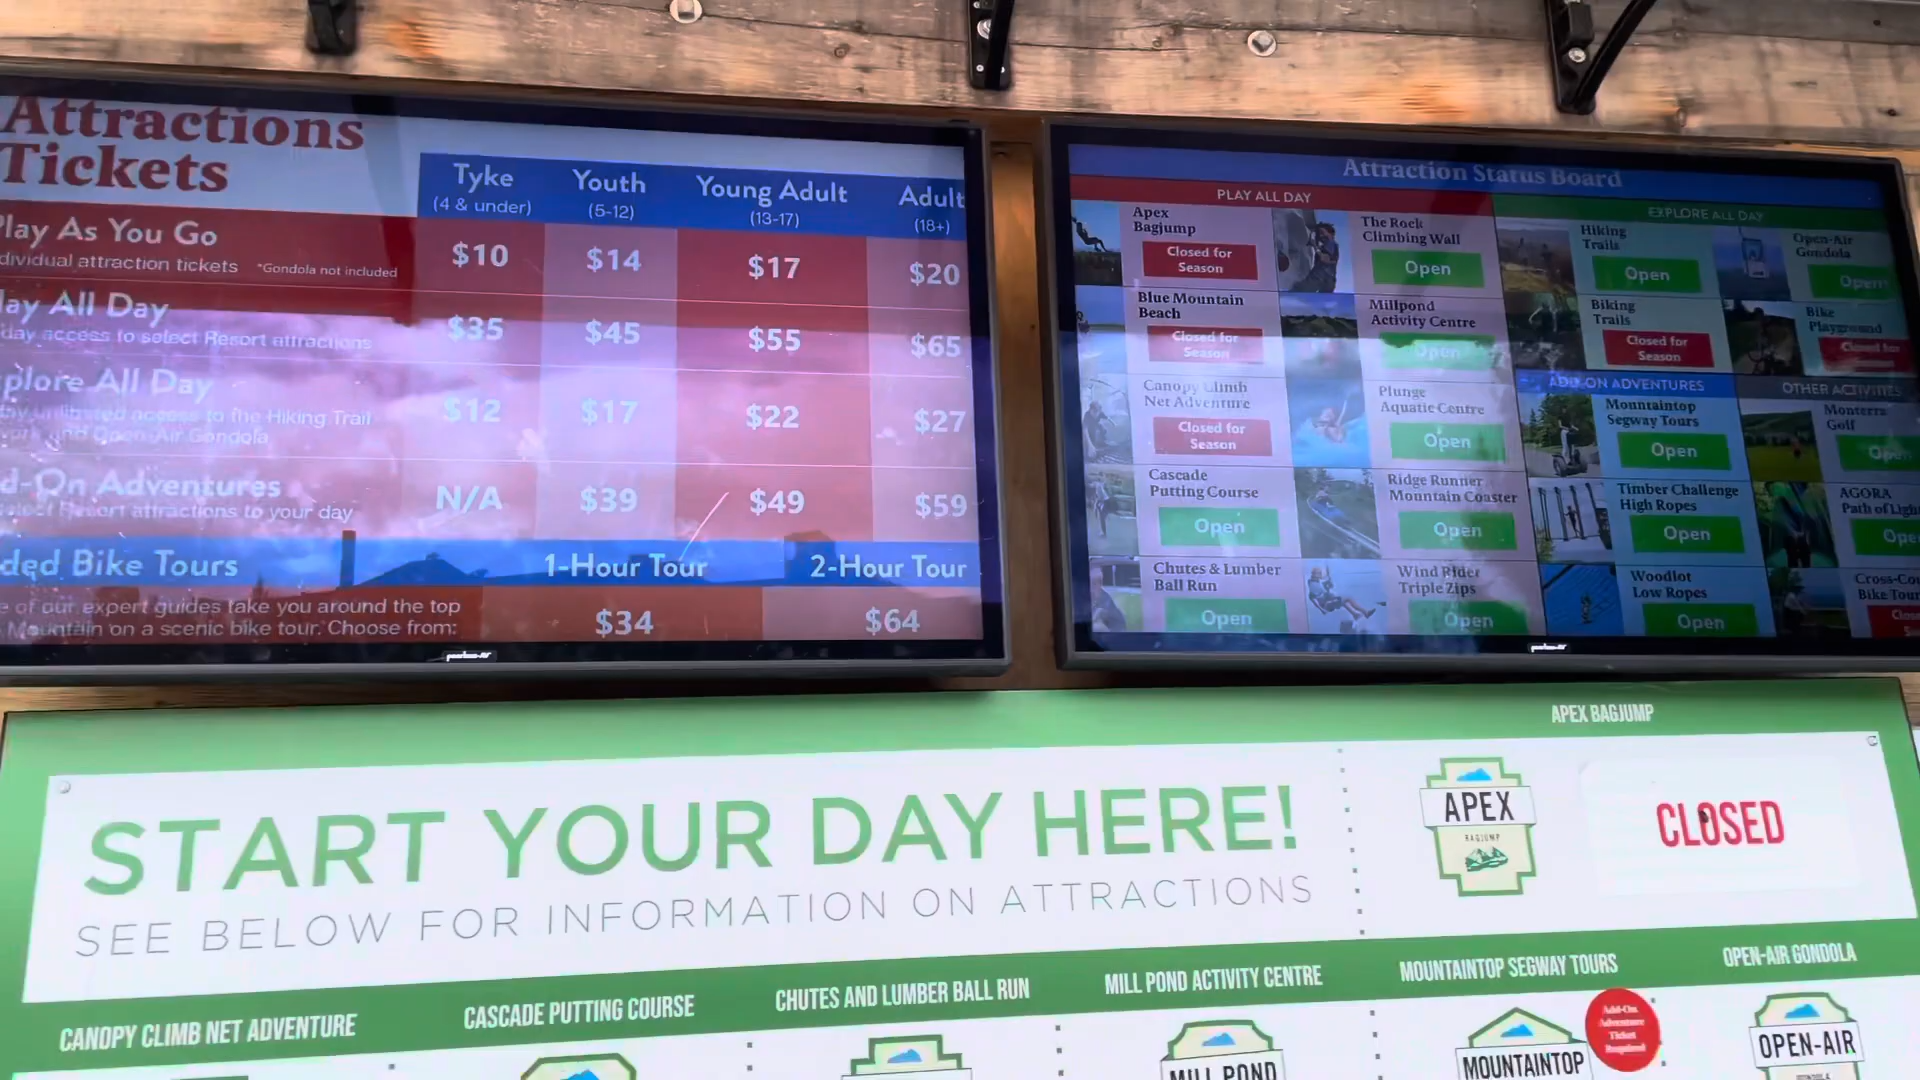 Attractions
Tickets
Tyke
(4 & under)
Youth
(5-12)
Young Adult
(13-17)
Adult
(18+)
Play As You Go
dividual attraction tickets *Gondola not included
$10 $14 $17 $20
lay All Day
day access to select Resort attractions
$35 $45 $55 $65
plore All Day
access to the Hiking Trail
and Open-Air Gondola
$12 $17 $22 $27
d-On Adventures
Resort attractions to your day
N/A $39 $49 $59
ded Bike Tours 1-Hour Tour 2-Hour Tour
e of our expert guides take you around the top
Mountain on a scenic bike tour. Choose from:
$34 $64
Attraction Status Board
PLAY ALL DAY
Apex
Bagjump
Closed for
Season
The Rock
Climbing Wall
Open
Blue Mountain
Beach
Closed for
Season
Millpond
Activity Centre
Open
Canopy Climb
Net Adventure
Closed for
Season
Plunge
Aquatic Centre
Open
Cascade
Putting Course
Open
Ridge Runner
Mountain Coaster
Open
Chutes & Lumber
Ball Run
Open
Wind Rider
Triple Zips
Open
EXPLORE ALL DAY
Hiking
Trails
Open
Open-Air
Gondola
Open
Biking
Trails
Closed for
Season
Bike
Playground
Closed for
ADD-ON ADVENTURES
Mountaintop
Segway Tours
Open
Timber Challenge
High Ropes
Open
Woodlot
Low Ropes
Open
OTHER ACTIVITIES
Monterra
Golf
Open
AGORA
Path of Light
Ope
Cross-Cou
Bike Tour
Clos
S
peerless-AV
peerless-AV
START YOUR DAY HERE!
SEE BELOW FOR INFORMATION ON ATTRACTIONS
APEX BAGJUMP
APEX
BAGJUMP
CLOSED
CANOPY CLIMB NET ADVENTURE
CASCADE PUTTING COURSE
CHUTES AND LUMBER BALL RUN
MILL POND ACTIVITY CENTRE
MILL POND
MOUNTAINTOP SEGWAY TOURS
MOUNTAINTOP
Add-On
Adventure
Ticket
Required
OPEN-AIR GONDOLA
OPEN-AIR
GONDOLA